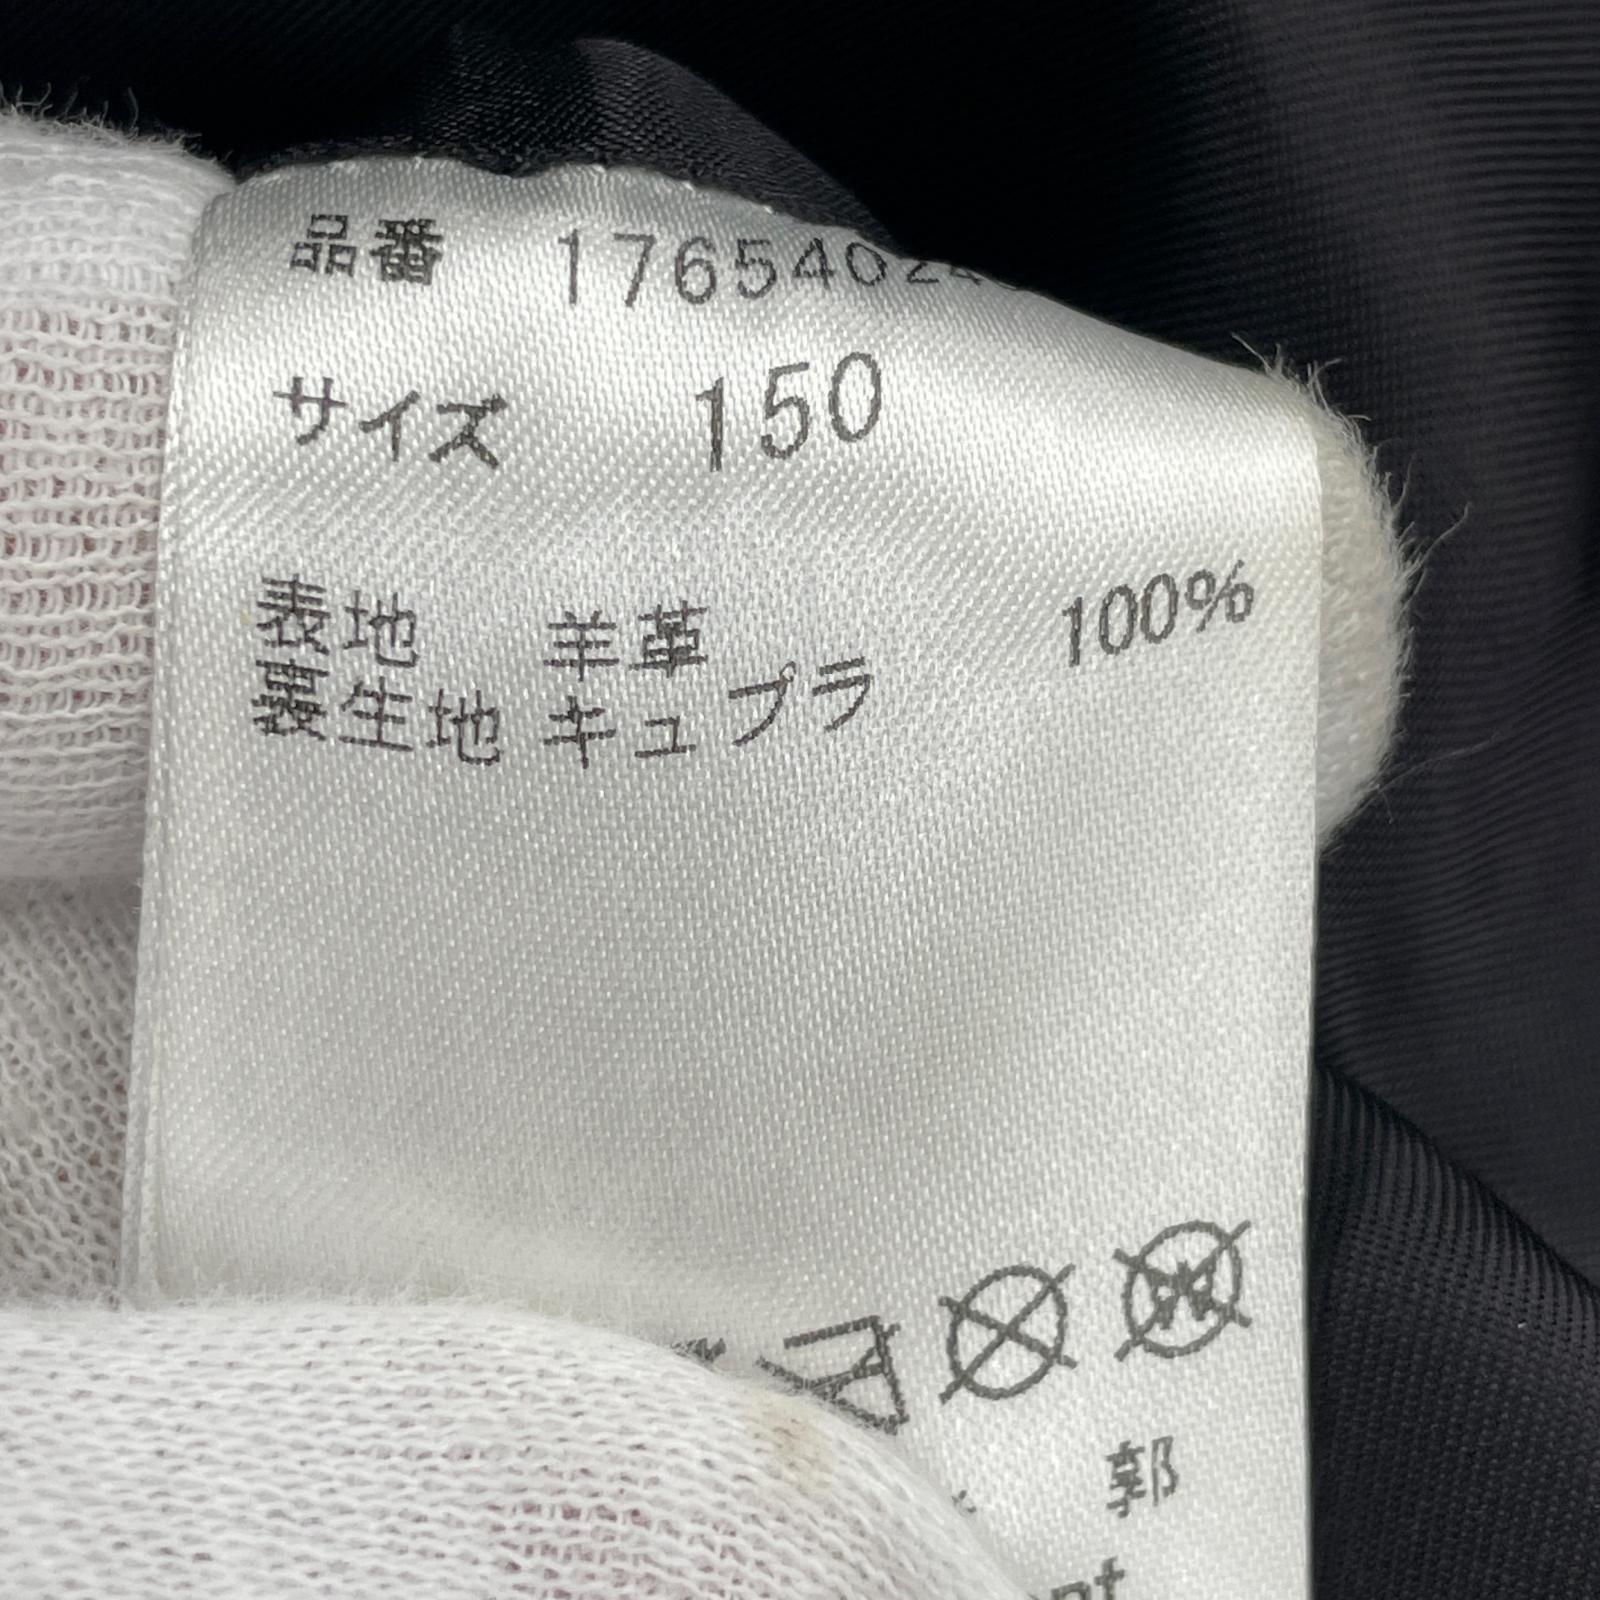 品番 17654024
サイズ 150
表地 羊革 100%
裏生地 キュプラ
郭